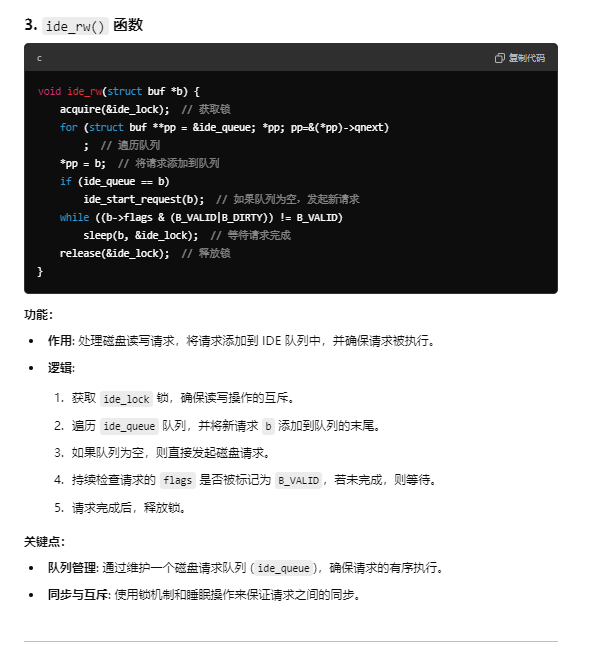 3. ide_rw() 函数
c
复制代码
void ide_rw(struct buf *b) {
    acquire(&ide_lock);  // 获取锁
    for (struct buf **pp = &ide_queue; *pp; pp=&(*pp)->qnext)
        ;  // 遍历队列
    *pp = b;  // 将请求添加到队列
    if (ide_queue == b)
        ide_start_request(b);  // 如果队列为空，发起新请求
    while ((b->flags & (B_VALID|B_DIRTY)) != B_VALID)
        sleep(b, &ide_lock);  // 等待请求完成
    release(&ide_lock);  // 释放锁
}
功能：
• 作用: 处理磁盘读写请求，将请求添加到 IDE 队列中，并确保请求被执行。
• 逻辑:
1. 获取 ide_lock 锁，确保读写操作的互斥。
2. 遍历 ide_queue 队列，并将新请求 b 添加到队列的末尾。
3. 如果队列为空，则直接发起磁盘请求。
4. 持续检查请求的 flags 是否被标记为 B_VALID，若未完成，则等待。
5. 请求完成后，释放锁。
关键点：
• 队列管理: 通过维护一个磁盘请求队列 (ide_queue)，确保请求的有序执行。
• 同步与互斥: 使用锁机制和睡眠操作来保证请求之间的同步。